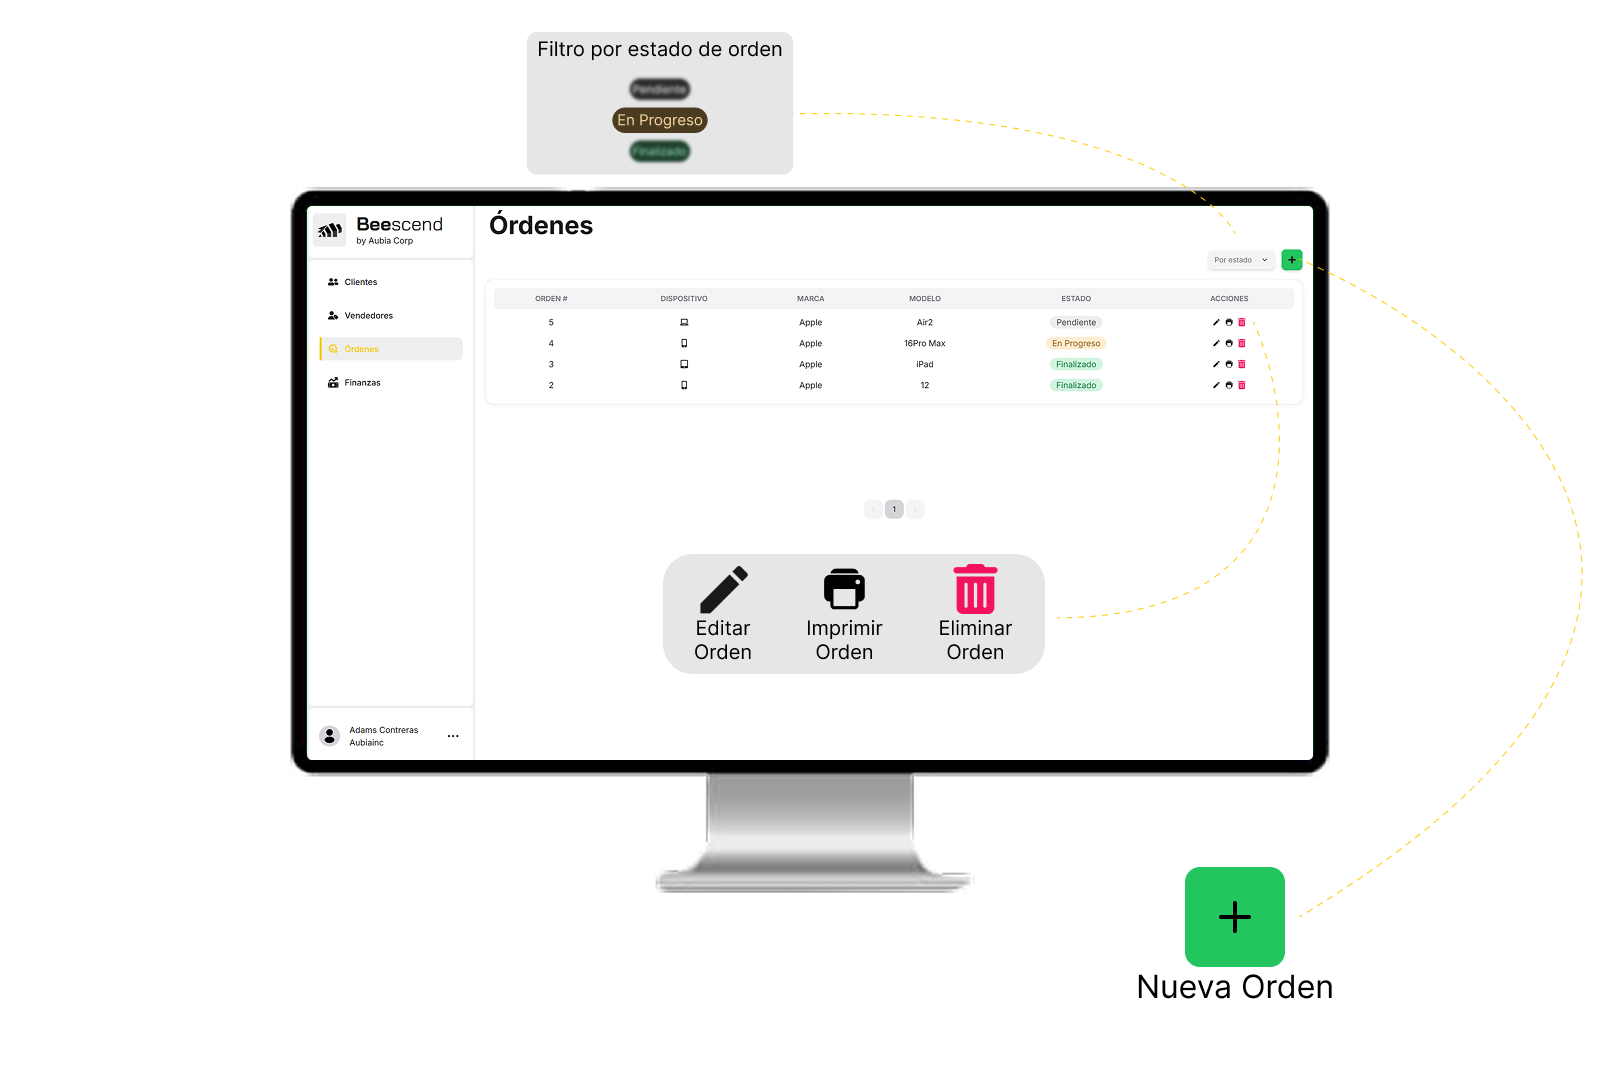 Filtro por estado de orden
Pendiente
En Progreso
Finalizado
Beescend
by Aubia Corp
Órdenes
Por estado
Clientes
Vendedores
Órdenes
Finanzas
ORDEN # DISPOSITIVO MARCA MODELO ESTADO ACCIONES
5 Apple Air2 Pendiente
4 Apple 16Pro Max En Progreso
3 Apple iPad Finalizado
2 Apple 12 Finalizado
1
Editar Orden
Imprimir Orden
Eliminar Orden
Adams Contreras
Aubiainc
Nueva Orden